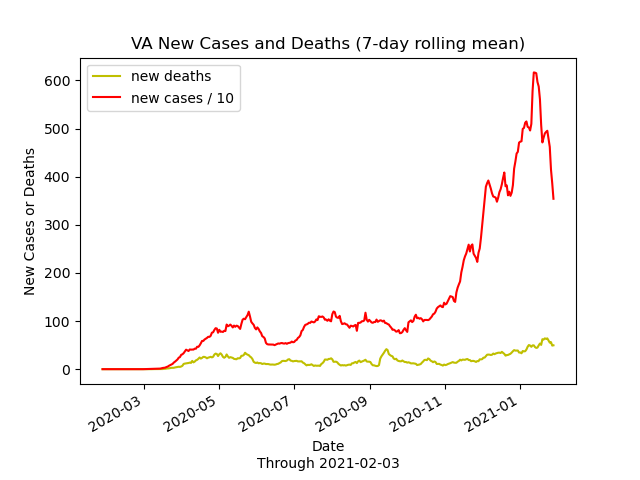 VA New Cases and Deaths (7-day rolling mean)
new deaths
new cases / 10
600
500
400
300
200
100
0
New Cases or Deaths
2020-03
2020-05
2020-07
2020-09
2020-11
2021-01
Date
Through 2021-02-03